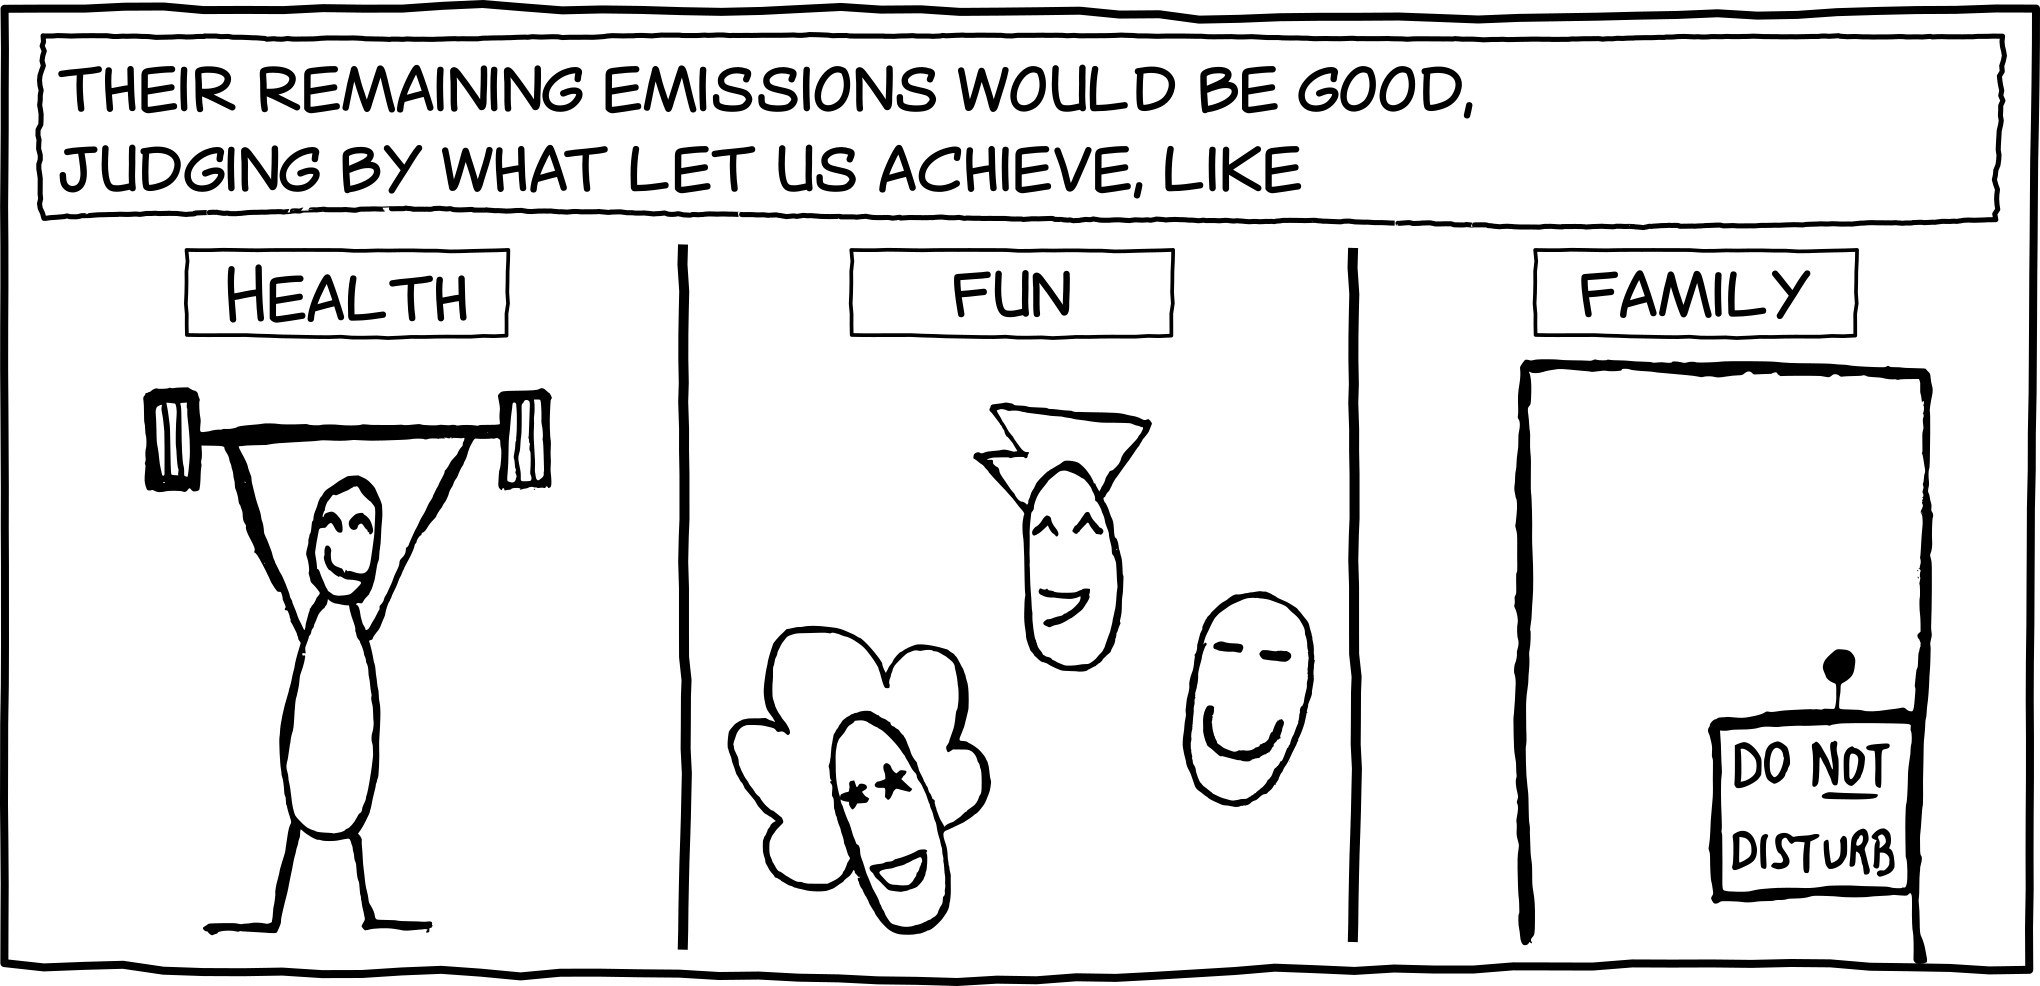 THEIR REMAINING EMISSIONS WOULD BE GOOD,
JUDGING BY WHAT LET US ACHIEVE, LIKE
HEALTH
FUN
FAMILY
DO NOT
DISTURB